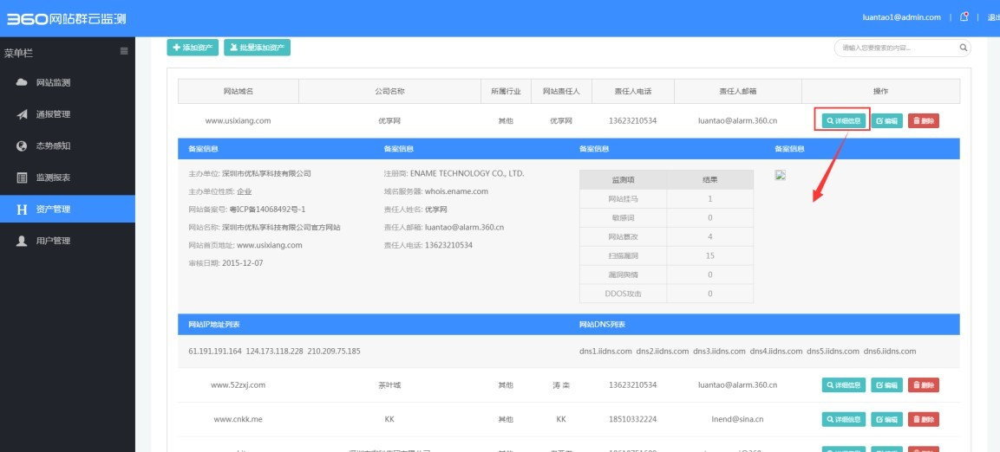 360网站群云监测
luantao1@admin.com | | 退出
菜单栏
网站监测
通报管理
态势感知
监测报表
资产管理
用户管理
添加资产 批量添加资产
请输入您要搜索的内容...
网站域名 公司名称 所属行业 网站责任人 责任人电话 责任人邮箱 操作
www.usixiang.com 优享网 其他 优享网 13623210534 luantao@alarm.360.cn 详细信息 编辑 删除
备案信息 备案信息 备案信息 备案信息
主办单位: 深圳市优私享科技有限公司
主办单位性质: 企业
网站备案号: 粤ICP备14068492号-1
网站名称: 深圳市优私享科技有限公司官方网站
网站首页地址: www.usixiang.com
审核日期: 2015-12-07
注册商: ENAME TECHNOLOGY CO., LTD.
域名服务器: whois.ename.com
责任人姓名: 优享网
责任人邮箱: luantao@alarm.360.cn
责任人电话: 13623210534
监测项 结果
网站挂马 1
敏感词 0
网站篡改 4
扫描漏洞 15
漏洞舆情 0
DDOS攻击 0
网站IP地址列表 网站DNS列表
61.191.191.164 124.173.118.228 210.209.75.185
dns1.iidns.com dns2.iidns.com dns3.iidns.com dns4.iidns.com dns5.iidns.com dns6.iidns.com
www.52zxj.com 茶叶城 其他 涛 栾 13623210534 luantao@alarm.360.cn 详细信息 编辑 删除
www.cnkk.me KK 其他 KK 18510332224 lnend@sina.cn 详细信息 编辑 删除